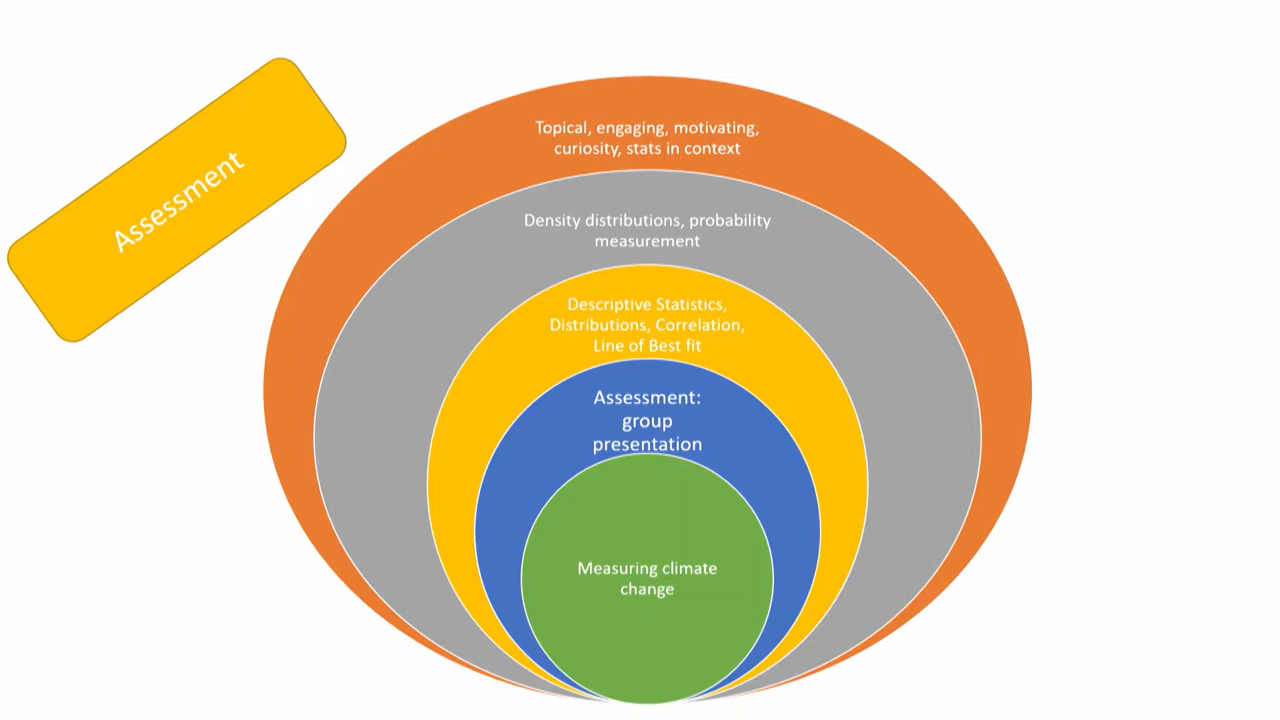 Assessment
Topical, engaging, motivating,
curiosity, stats in context
Density distributions, probability
measurement
Descriptive Statistics,
Distributions, Correlation,
Line of Best fit
Assessment:
group
presentation
Measuring climate
change